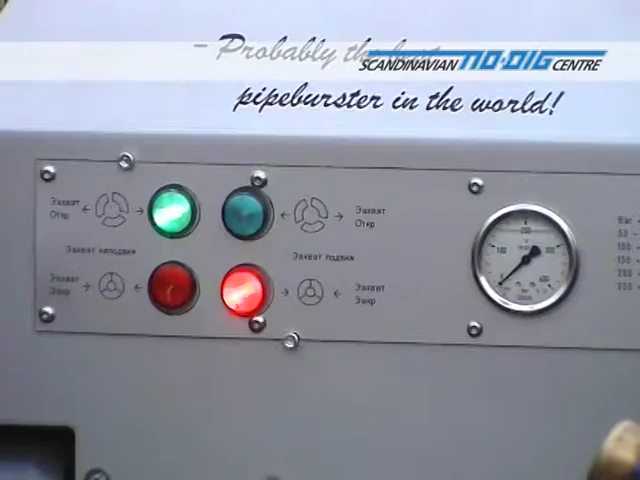 - Probably the best
SCANDINAVIAN NO-DIG CENTRE
pipeburster in the world!
Захват
Откр
Захват
Откр
Захват неподвиж
Захват подвиж
Захват
Закр
Захват
Закр
Bar
50
100
150
200